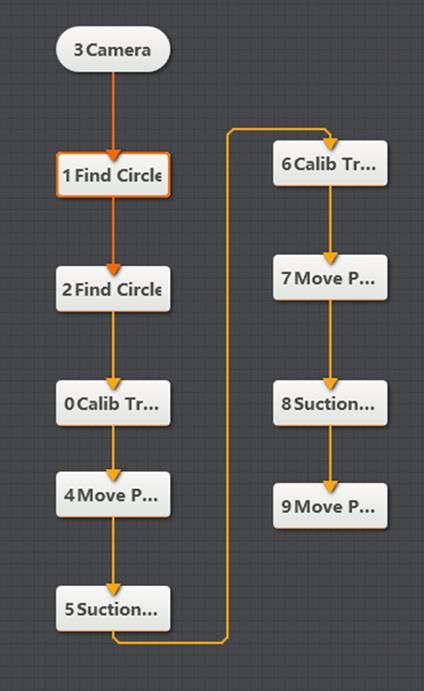 3 Camera
1 Find Circle
2 Find Circle
0 Calib Tr...
4 Move P...
5 Suction...
6 Calib Tr...
7 Move P...
8 Suction...
9 Move P...